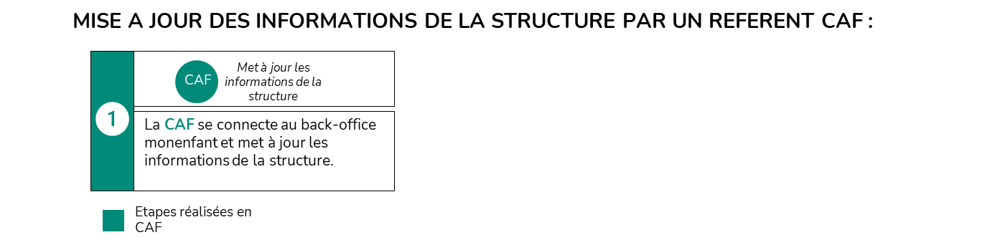 MISE A JOUR DES INFORMATIONS DE LA STRUCTURE PAR UN REFERENT CAF :
CAF
Met à jour les
informations de la
structure
1
La CAF se connecte au back-office
monenfant et met à jour les
informations de la structure.
Etapes réalisées en
CAF